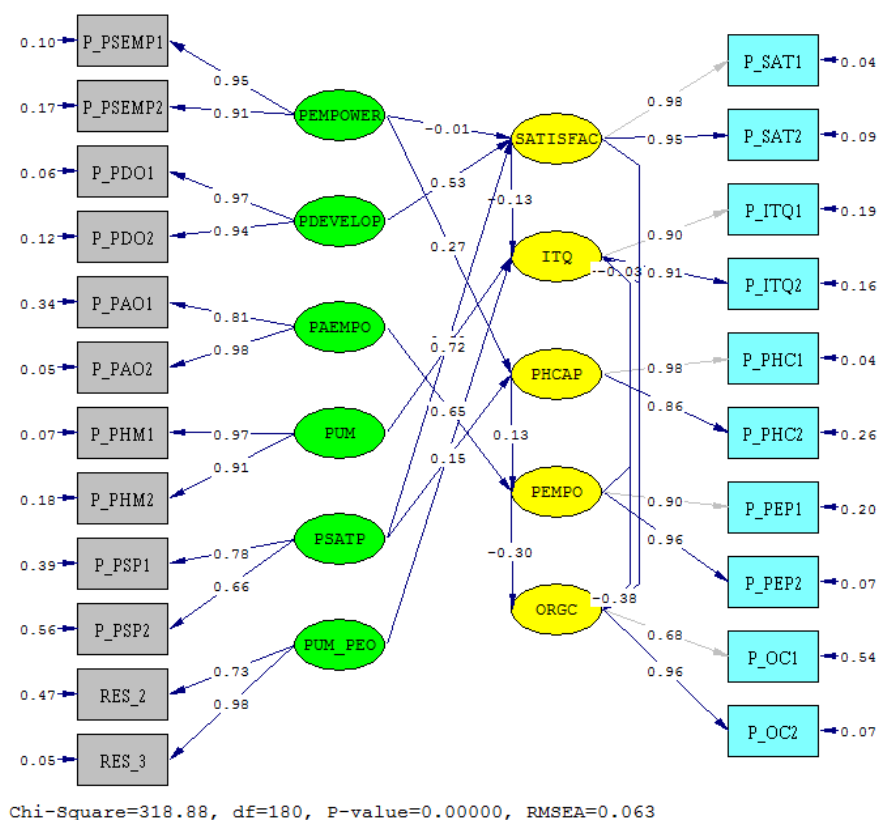 0.10 P_PSEMP1
0.17 P_PSEMP2
0.06 P_PDO1
0.12 P_PDO2
0.34 P_PAO1
0.05 P_PAO2
0.07 P_PHM1
0.18 P_PHM2
0.39 P_PSP1
0.56 P_PSP2
0.47 RES_2
0.05 RES_3
0.95
0.91
0.97
0.94
0.81
0.98
0.97
0.91
0.78
0.66
0.73
0.98
PEMPOWER
PDEVELOP
PAEMPO
PUM
PSATP
PUM_PEO
-0.01
0.53
0.27
0.72
0.65
0.15
SATISFAC
-0.13
ITQ
PHCAP
0.13
PEMPO
-0.30
ORGC
-0.03
-0.38
0.98
0.95
0.90
0.91
0.98
0.86
0.90
0.96
0.68
0.96
P_SAT1 0.04
P_SAT2 0.09
P_ITQ1 0.19
P_ITQ2 0.16
P_PHC1 0.04
P_PHC2 0.26
P_PEP1 0.20
P_PEP2 0.07
P_OC1 0.54
P_OC2 0.07
Chi-Square=318.88, df=180, P-value=0.00000, RMSEA=0.063